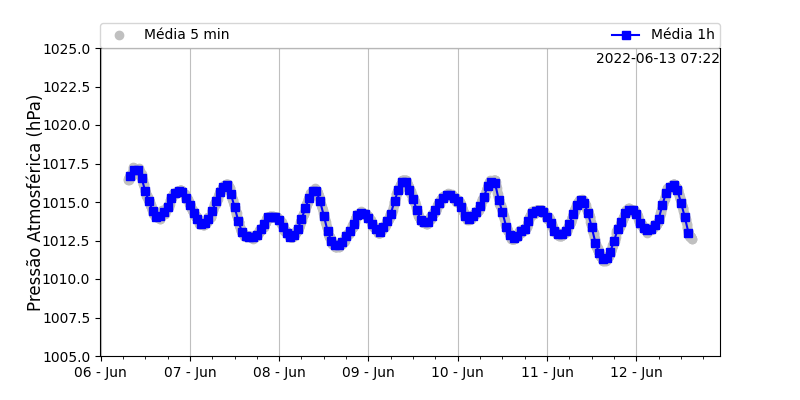 Média 5 min
Média 1h
2022-06-13 07:22
Pressão Atmosférica (hPa)
1025.0
1022.5
1020.0
1017.5
1015.0
1012.5
1010.0
1007.5
1005.0
06 - Jun
07 - Jun
08 - Jun
09 - Jun
10 - Jun
11 - Jun
12 - Jun